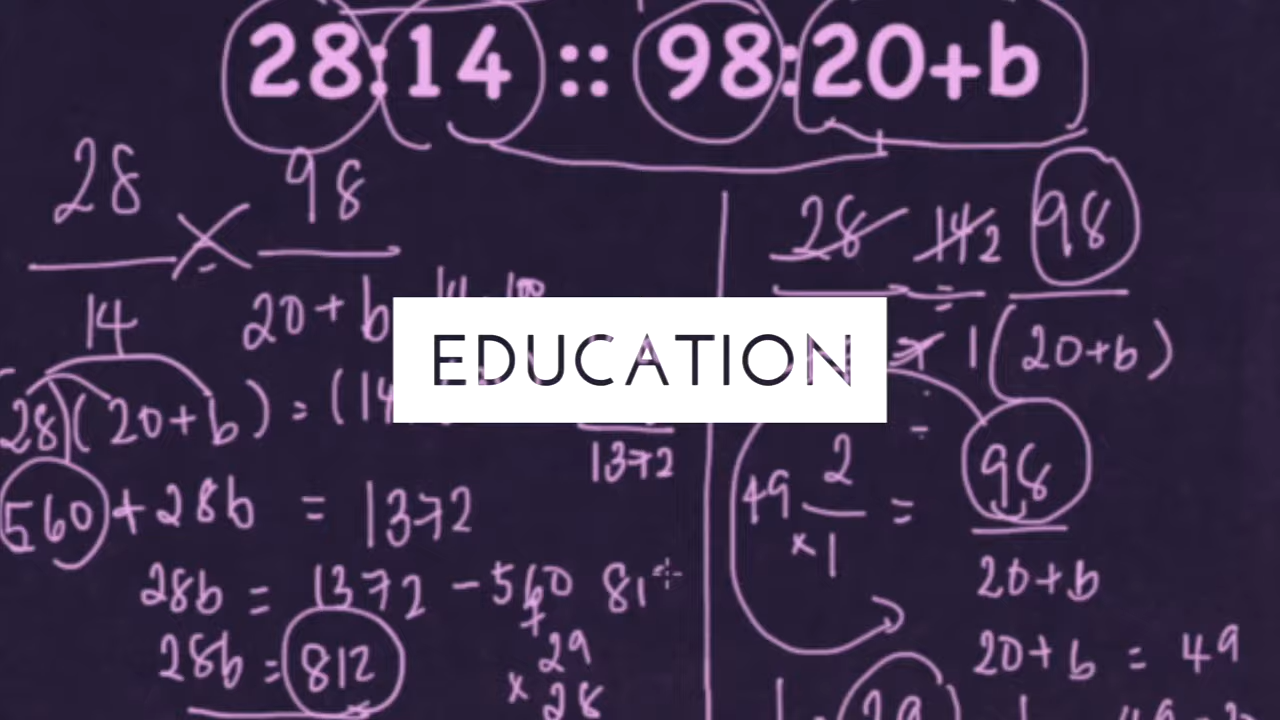 28:14 :: 98:20+b
28 98
14 20+b
28(20+b) = (14
1372
560+28b = 1372
28b = 1372 -560
28b = 812
29
× 28
EDUCATION
28 14 2 98
1 (20+b)
49 2 = 98
×1 20+b
20+b = 49
29